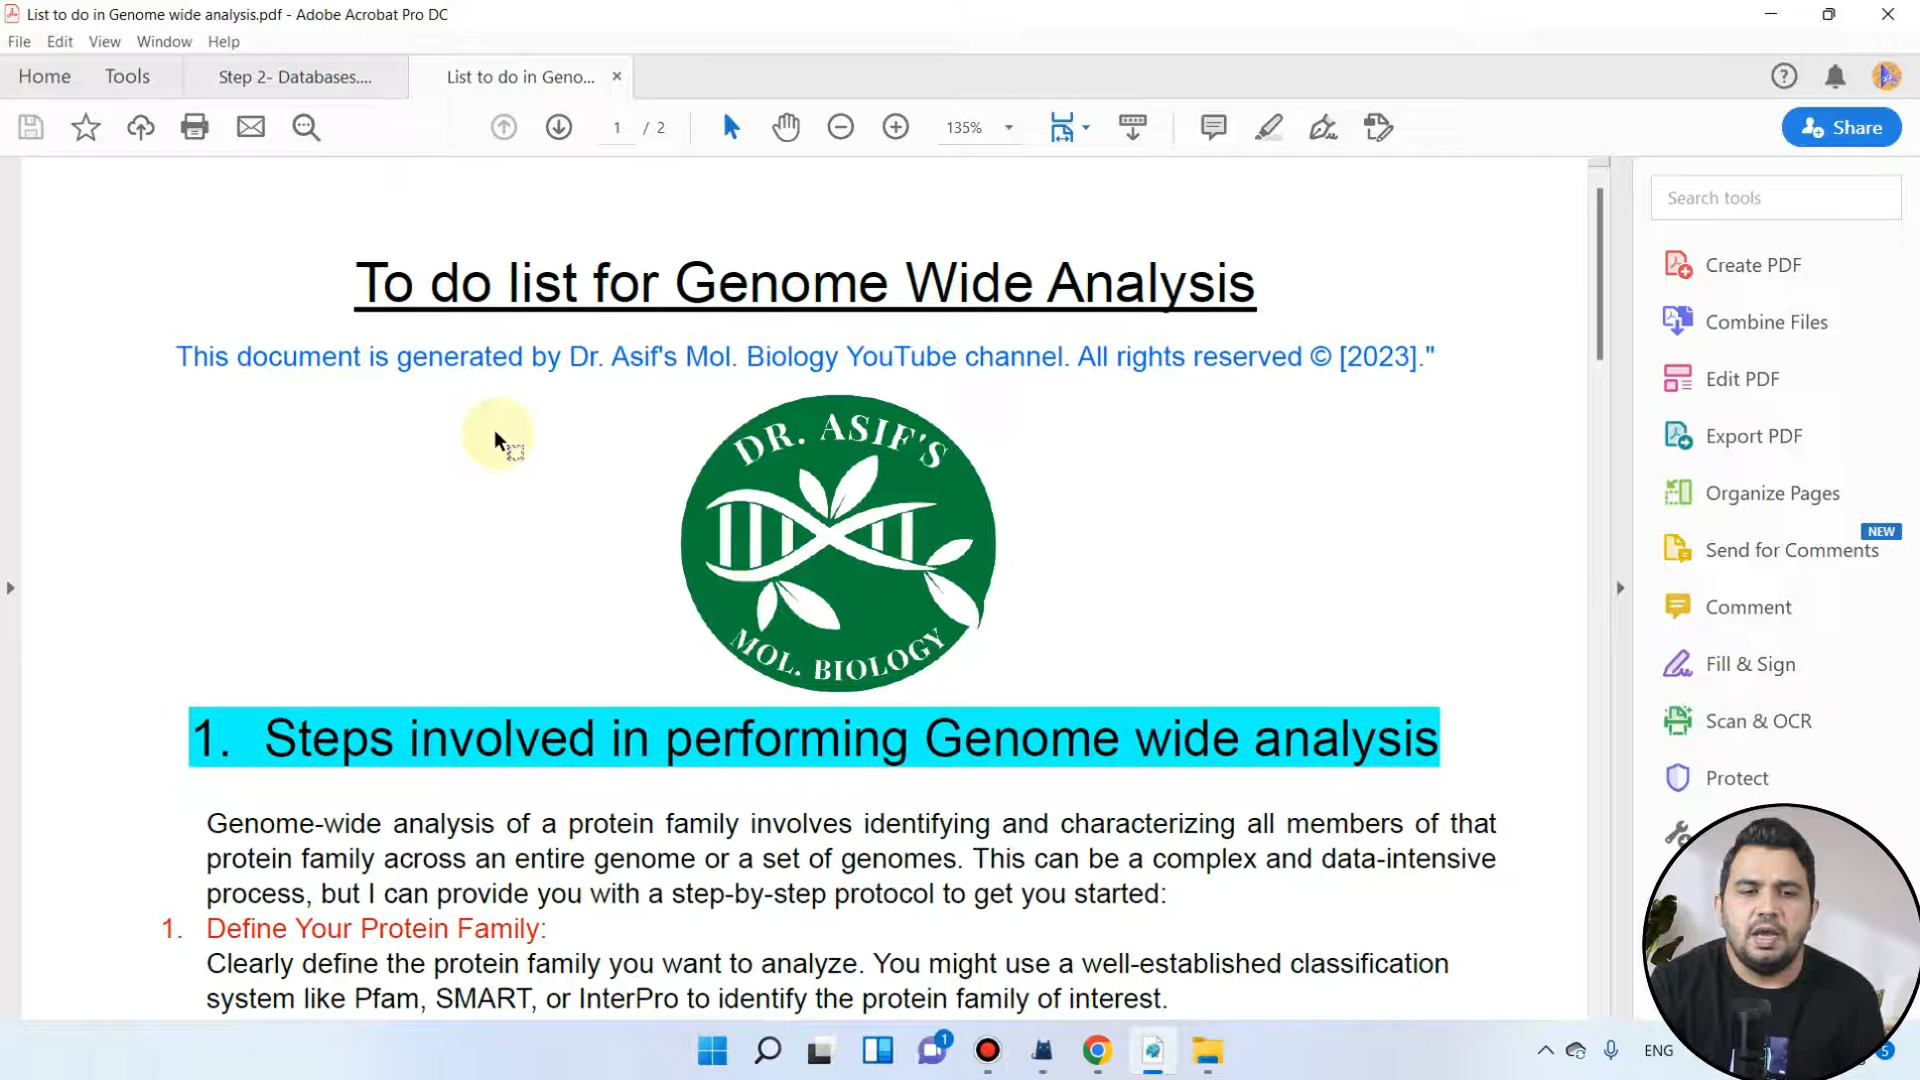 List to do in Genome wide analysis.pdf - Adobe Acrobat Pro DC
File Edit View Window Help
Home Tools Step 2- Databases.... List to do in Geno... ×
1 / 2 135% Share
Search tools
To do list for Genome Wide Analysis
This document is generated by Dr. Asif's Mol. Biology YouTube channel. All rights reserved © [2023]."
DR. ASIF'S
MOL. BIOLOGY
1. Steps involved in performing Genome wide analysis
Genome-wide analysis of a protein family involves identifying and characterizing all members of that
protein family across an entire genome or a set of genomes. This can be a complex and data-intensive
process, but I can provide you with a step-by-step protocol to get you started:
1. Define Your Protein Family:
Clearly define the protein family you want to analyze. You might use a well-established classification
system like Pfam, SMART, or InterPro to identify the protein family of interest.
Create PDF
Combine Files
Edit PDF
Export PDF
Organize Pages
NEW
Send for Comments
Comment
Fill & Sign
Scan & OCR
Protect
1
ENG
5